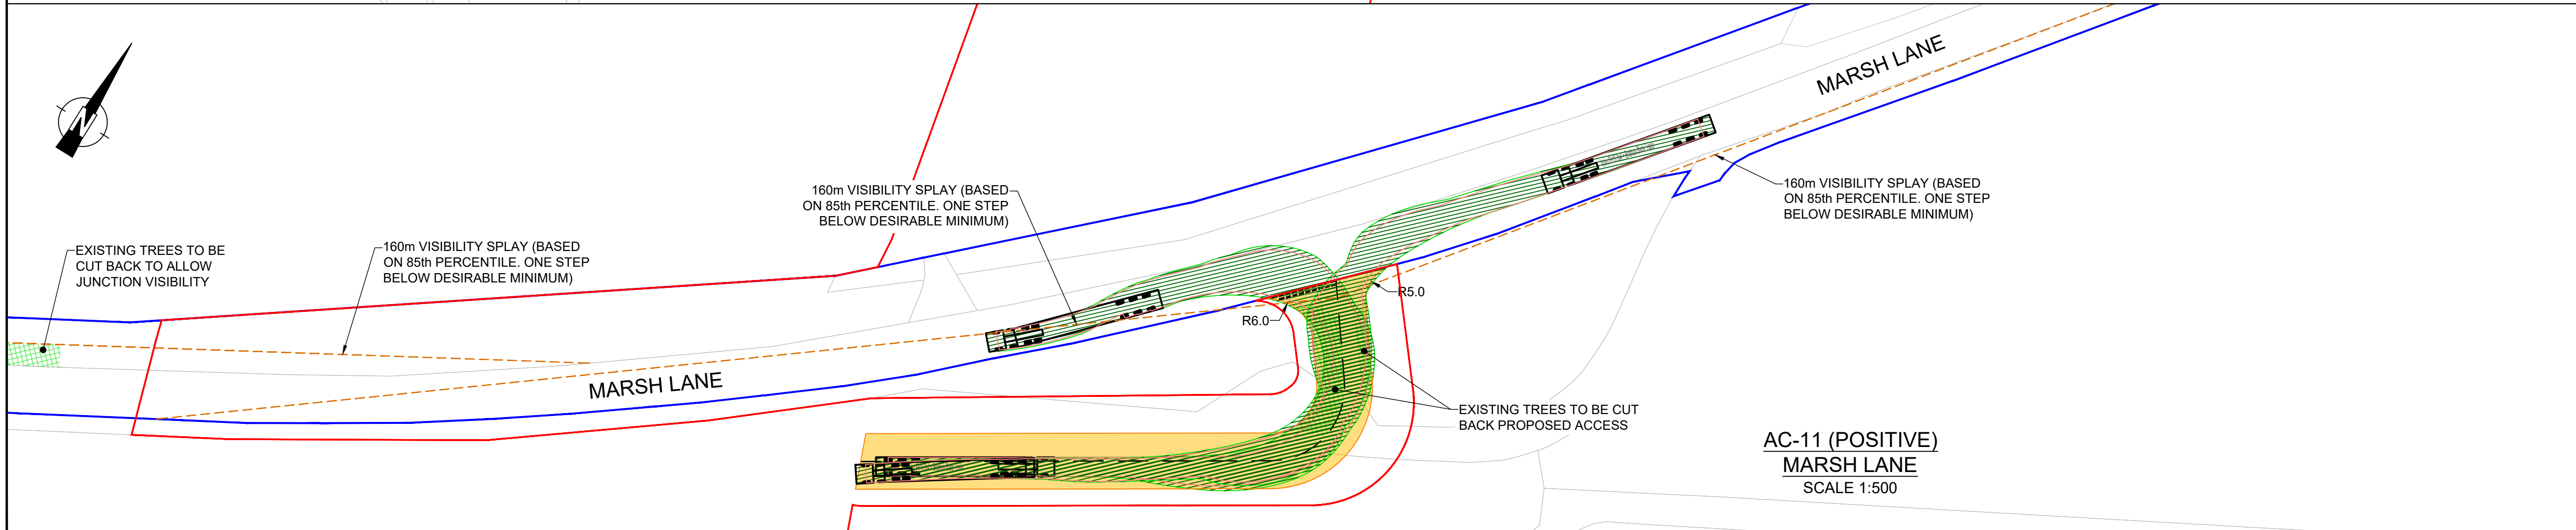 MARSH LANE
160m VISIBILITY SPLAY (BASED
ON 85th PERCENTILE. ONE STEP
BELOW DESIRABLE MINIMUM)
160m VISIBILITY SPLAY (BASED
ON 85th PERCENTILE. ONE STEP
BELOW DESIRABLE MINIMUM)
EXISTING TREES TO BE
CUT BACK TO ALLOW
JUNCTION VISIBILITY
160m VISIBILITY SPLAY (BASED
ON 85th PERCENTILE. ONE STEP
BELOW DESIRABLE MINIMUM)
R5.0
R6.0
MARSH LANE
EXISTING TREES TO BE CUT
BACK PROPOSED ACCESS
AC-11 (POSITIVE)
MARSH LANE
SCALE 1:500